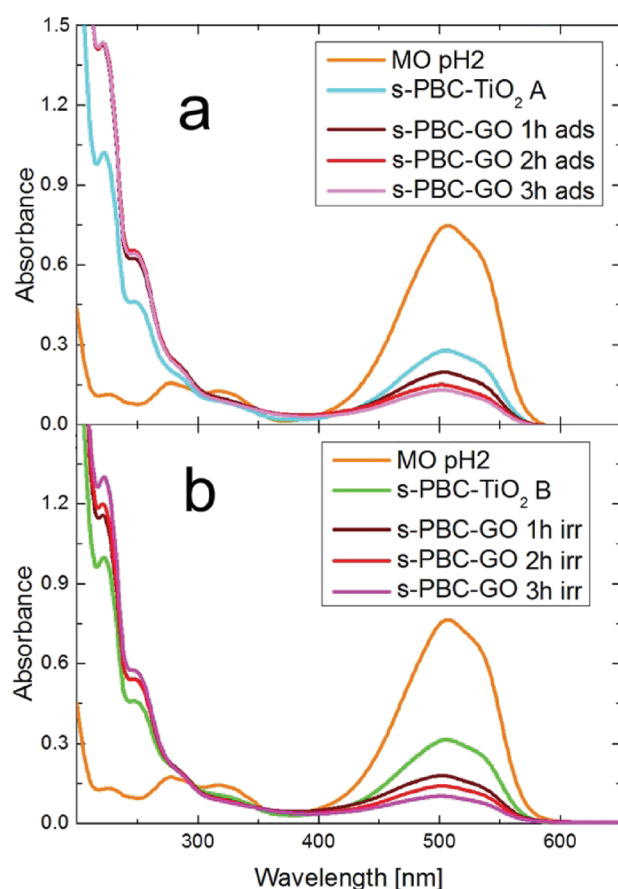 1.5
1.2
0.9
0.6
0.3
0.0
Absorbance
a
MO pH2
s-PBC-TiO₂ A
s-PBC-GO 1h ads
s-PBC-GO 2h ads
s-PBC-GO 3h ads
1.2
0.9
0.6
0.3
0.0
Absorbance
b
MO pH2
s-PBC-TiO₂ B
s-PBC-GO 1h irr
s-PBC-GO 2h irr
s-PBC-GO 3h irr
300 400 500 600
Wavelength [nm]